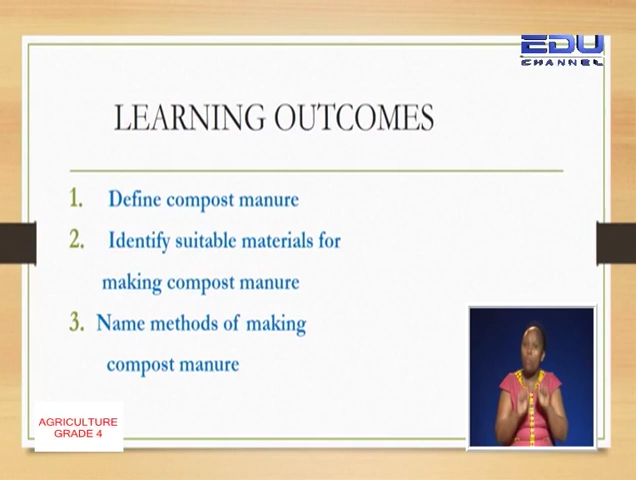 EDU
CHANNEL
LEARNING OUTCOMES
1. Define compost manure
2. Identify suitable materials for
making compost manure
3. Name methods of making
compost manure
AGRICULTURE
GRADE 4